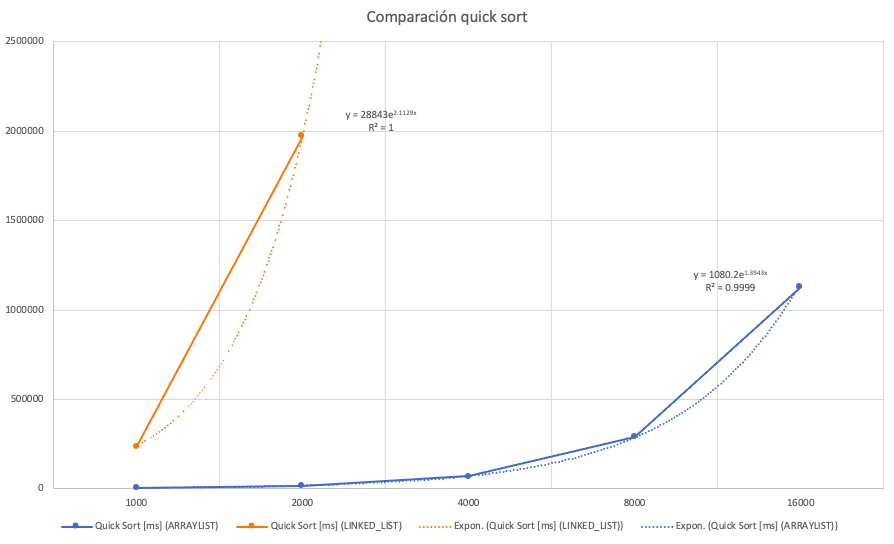 Comparación quick sort
2500000
2000000
1500000
1000000
500000
0
y = 28843e^2.1129x
R² = 1
y = 1080.2e^1.3943x
R² = 0.9999
1000 2000 4000 8000 16000
Quick Sort [ms] (ARRAYLIST) Quick Sort [ms] (LINKED_LIST) Expon. (Quick Sort [ms] (LINKED_LIST)) Expon. (Quick Sort [ms] (ARRAYLIST))